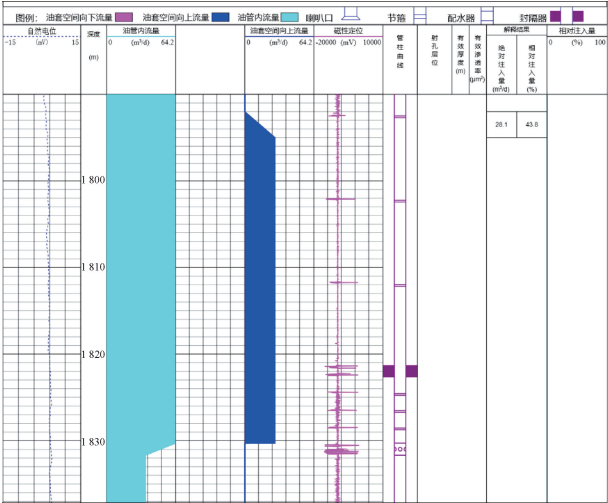 图例: 油套空间向下流量 油套空间向上流量 油管内流量 喇叭口 节箍 配水器 封隔器
自然电位
-15 (mV) 15
深度
(m)
油管内流量
0 (m³/d) 64.2
油套空间向上流量
0 (m³/d) 64.2
磁性定位
-20000 (mV) 10000
管柱曲线
射孔层位
有效厚度(m)
有效渗透率(μm²)
解释结果
绝对注入量(m³/d)
相对注入量(%)
相对注入量
0 (%) 100
28.1 43.8
1 800
1 810
1 820
1 830